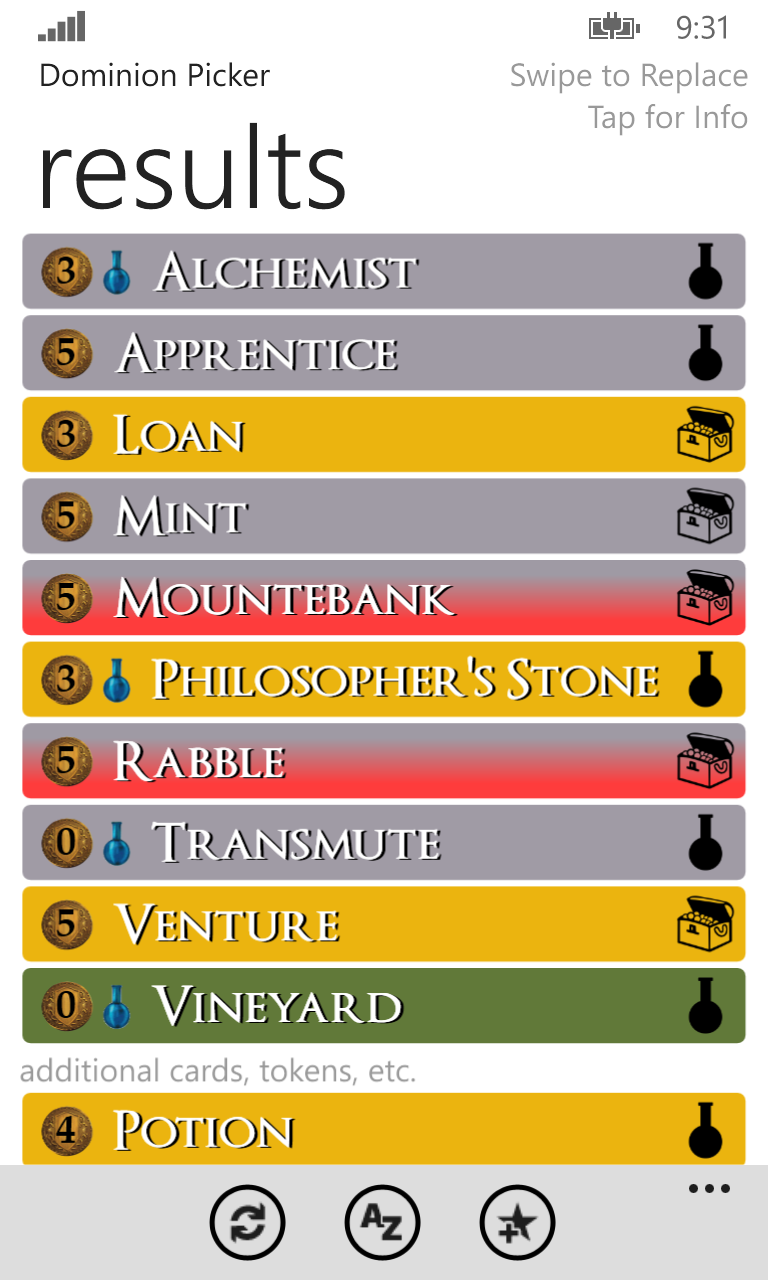 9:31
Dominion Picker
Swipe to Replace
Tap for Info
results
3 ALCHEMIST
5 APPRENTICE
3 LOAN
5 MINT
5 MOUNTEBANK
3 PHILOSOPHER'S STONE
5 RABBLE
0 TRANSMUTE
5 VENTURE
0 VINEYARD
additional cards, tokens, etc.
4 POTION
AZ